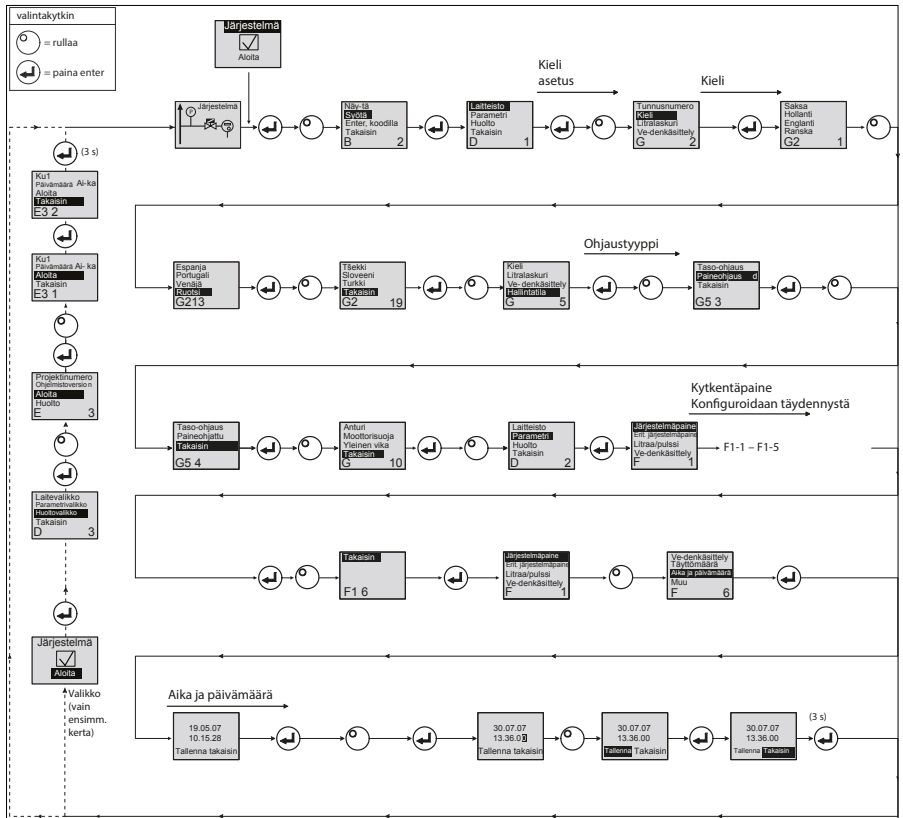 valintakytkin
= rullaa
= paina enter
Järjestelmä
Aloita
Kieli
asetus
Kieli
P
Järjestelmä
Näy-tä
Syötä
Enter, koodilla
Takaisin
B 2
Laitteisto
Parametri
Huolto
Takaisin
D 1
Tunnusnumero
Kieli
Litralaskuri
Ve-denkäsittely
G 2
Saksa
Hollanti
Englanti
Ranska
G2 1
(3 s)
Ku1
Päivämäärä Ai-ka
Aloita
Takaisin
E3 2
Ku1
Päivämäärä Ai- ka
Aloita
Takaisin
E3 1
Projektinumero
Ohjelmistoversion
Aloita
Huolto
E 3
Laitevalikko
Parametrivalikko
Huoltovalikko
Takaisin
D 3
Järjestelmä
Aloita
Valikko
(vain
ensimm.
kerta)
Espanja
Portugali
Venäjä
Ruotsi
G213
Tšekki
Sloveeni
Turkki
Takaisin
G2 19
Kieli
Litralaskuri
Ve- denkäsittely
Hallintatila
G 5
Ohjaustyyppi
Taso-ohjaus
Paineohjaus d
Takaisin
G5 3
Taso-ohjaus
Paineohjattu
Takaisin
G5 4
Anturi
Moottorisuoja
Yleinen vika
Takaisin
G 10
Laitteisto
Parametri
Huolto
Takaisin
D 2
Kytkentäpaine
Konfiguroidaan täydennystä
Järjestelmäpaine
Erit. järjestelmäpaine
Litraa/pulssi
Ve-denkäsittely
F 1
F1-1 – F1-5
Takaisin
F1 6
Järjestelmäpaine
Erit. järjestelmäpaine
Litraa/pulssi
Ve-denkäsittely
F 1
Ve-denkäsittely
Täyttömäärä
Aika ja päivämäärä
Muu
F 6
Aika ja päivämäärä
19.05.07
10.15.28
Tallenna takaisin
30.07.07
13.36.00
Tallenna takaisin
30.07.07
13.36.00
Tallenna Takaisin
30.07.07
13.36.00
Tallenna Takaisin
(3 s)